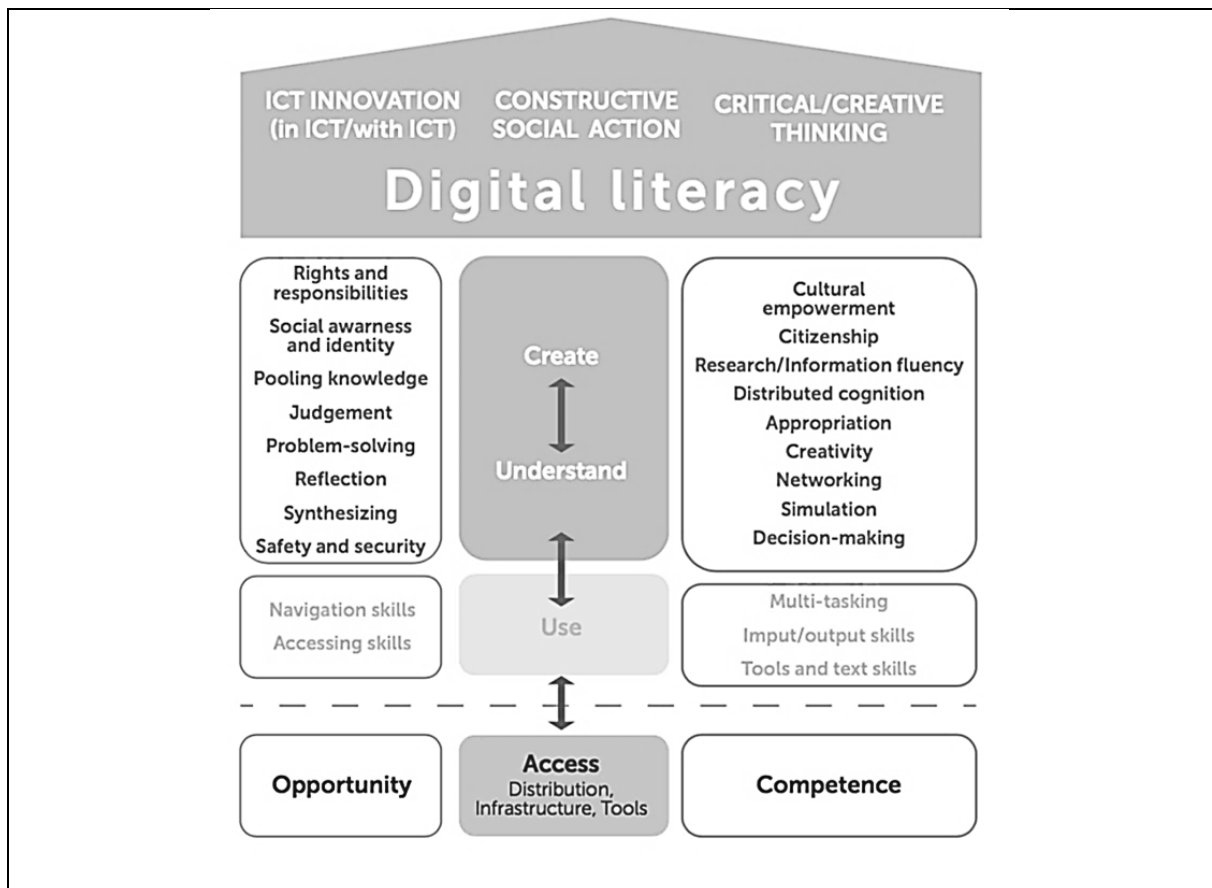 ICT INNOVATION
(in ICT/with ICT)
CONSTRUCTIVE
SOCIAL ACTION
CRITICAL/CREATIVE
THINKING
Digital literacy
Rights and
responsibilities
Social awarness
and identity
Pooling knowledge
Judgement
Problem-solving
Reflection
Synthesizing
Safety and security
Create
Understand
Cultural
empowerment
Citizenship
Research/Information fluency
Distributed cognition
Appropriation
Creativity
Networking
Simulation
Decision-making
Navigation skills
Accessing skills
Use
Multi-tasking
Imput/output skills
Tools and text skills
Opportunity
Access
Distribution,
Infrastructure, Tools
Competence